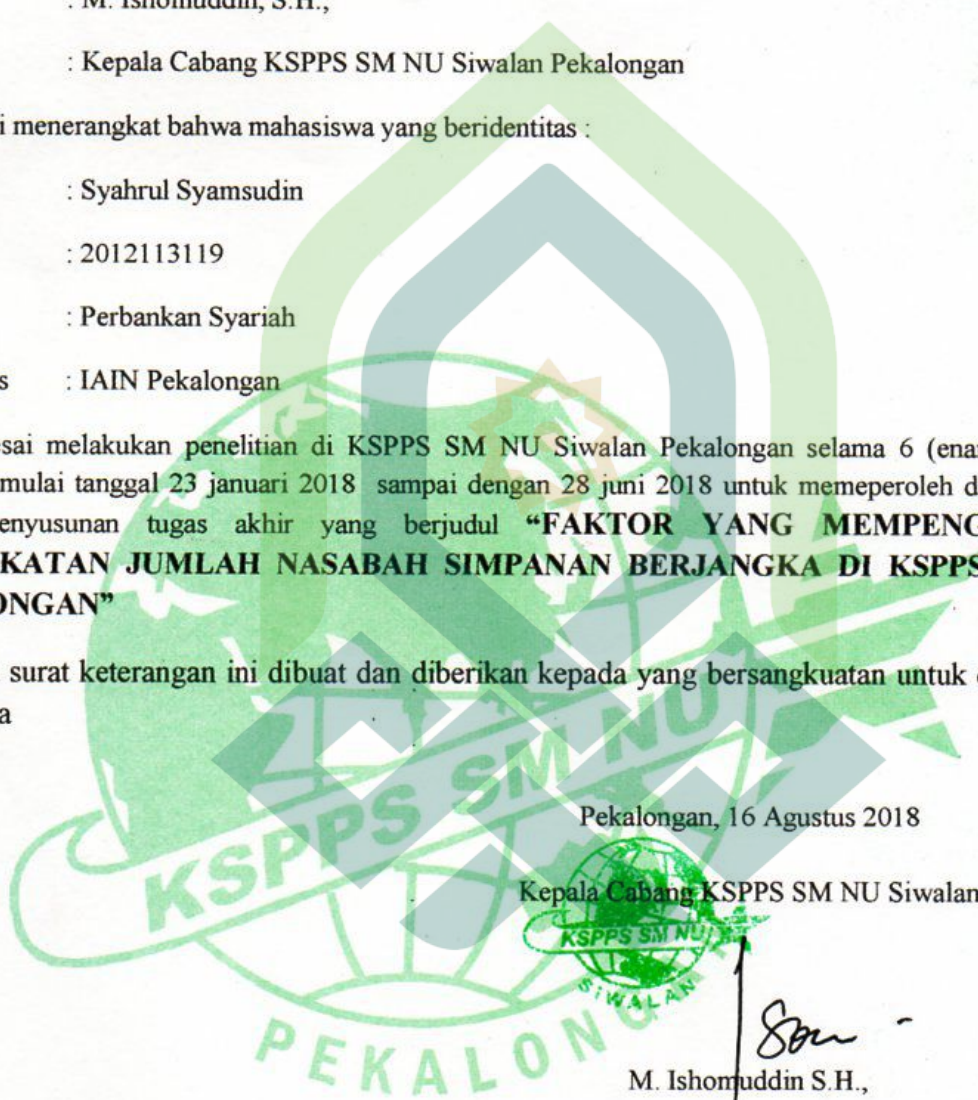 : M. Ishomuddin, S.H.,
: Kepala Cabang KSPPS SM NU Siwalan Pekalongan
i menerangkat bahwa mahasiswa yang beridentitas :
: Syahrul Syamsudin
: 2012113119
: Perbankan Syariah
s : IAIN Pekalongan
sai melakukan penelitian di KSPPS SM NU Siwalan Pekalongan selama 6 (enam
mulai tanggal 23 januari 2018 sampai dengan 28 juni 2018 untuk memeperoleh d
enyusunan tugas akhir yang berjudul “FAKTOR YANG MEMPENG
KATAN JUMLAH NASABAH SIMPANAN BERJANGKA DI KSPPS
ONGAN”
surat keterangan ini dibuat dan diberikan kepada yang bersangkuatan untuk
a
KSPPS SM NU
PEKALONGAN
Pekalongan, 16 Agustus 2018
Kepala Cabang KSPPS SM NU Siwalan
KSPPS SM NU
SIWALAN
M. Ishomuddin S.H.,